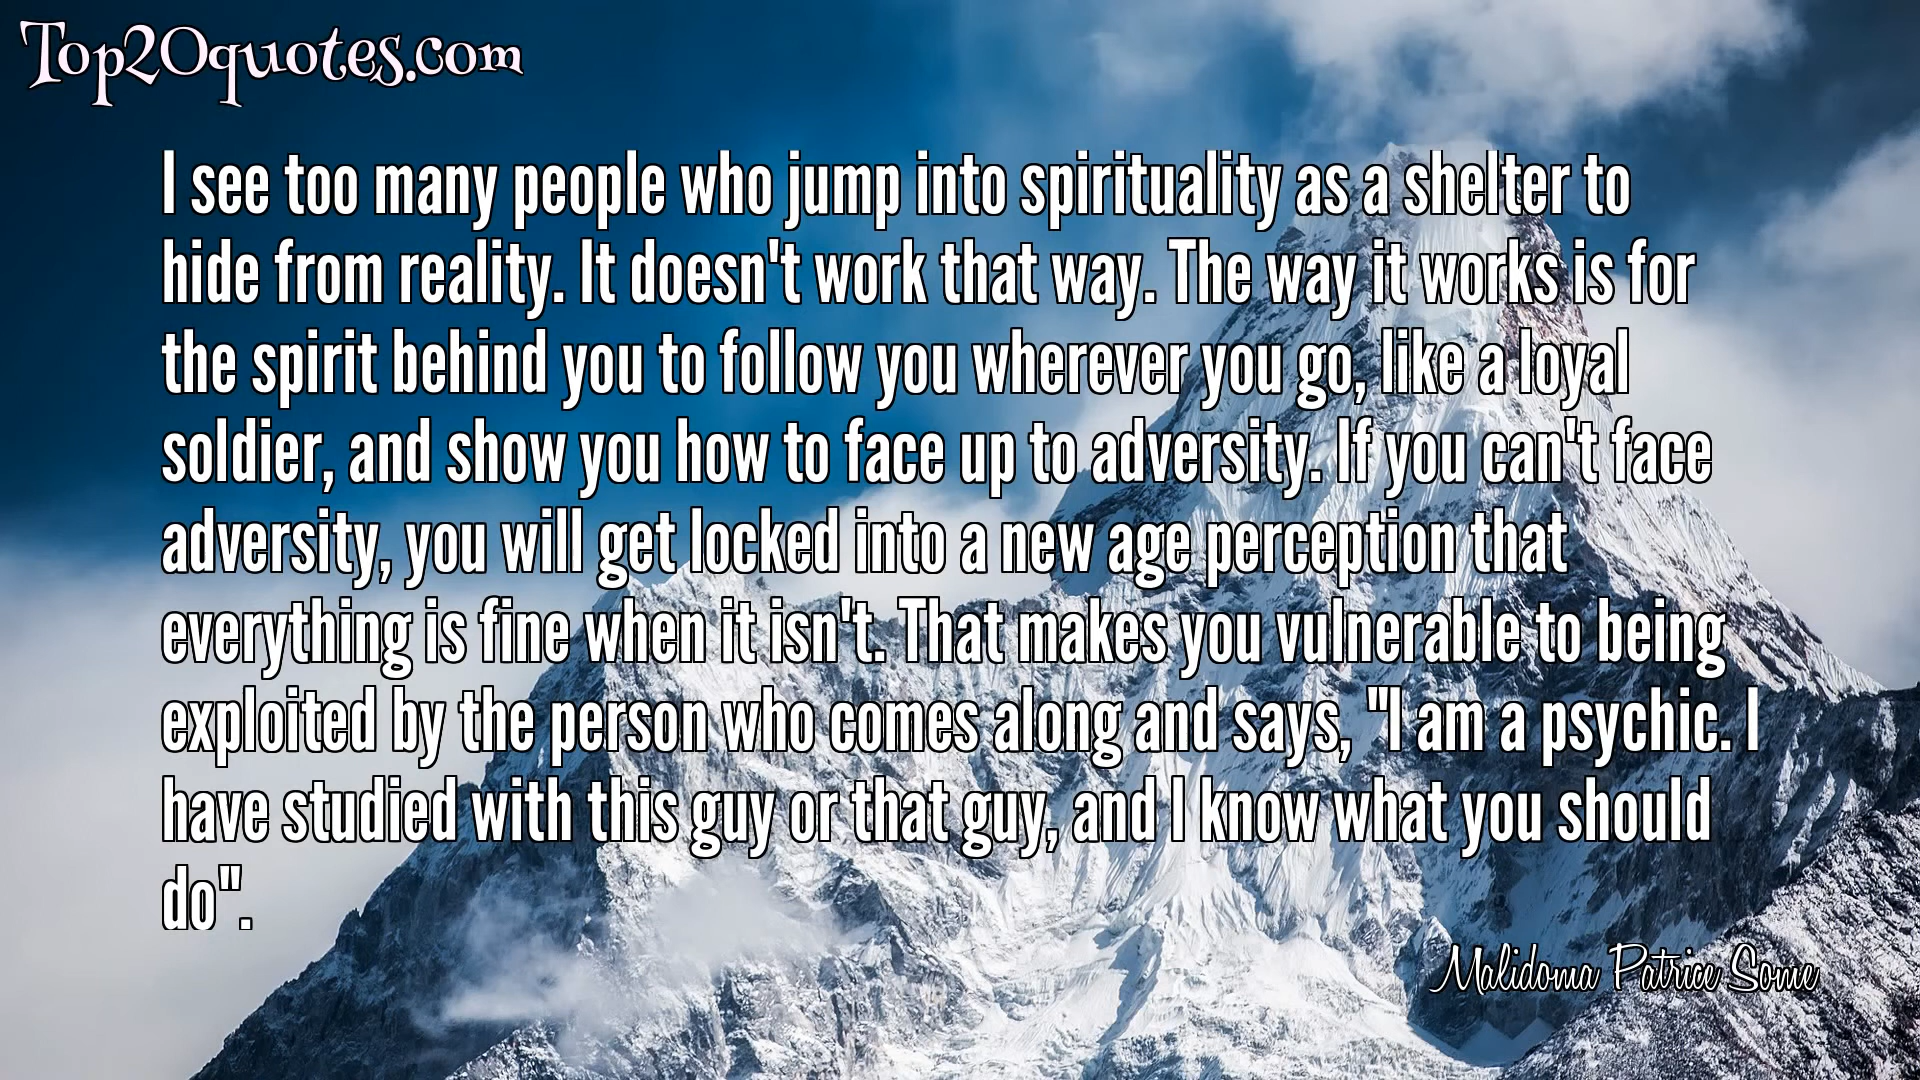 Top20quotes.com
I see too many people who jump into spirituality as a shelter to
hide from reality. It doesn't work that way. The way it works is for
the spirit behind you to follow you wherever you go, like a loyal
soldier, and show you how to face up to adversity. If you can't face
adversity, you will get locked into a new age perception that
everything is fine when it isn't. That makes you vulnerable to being
exploited by the person who comes along and says, "I am a psychic. I
have studied with this guy or that guy, and I know what you should
do".
Malidoma Patrice Some